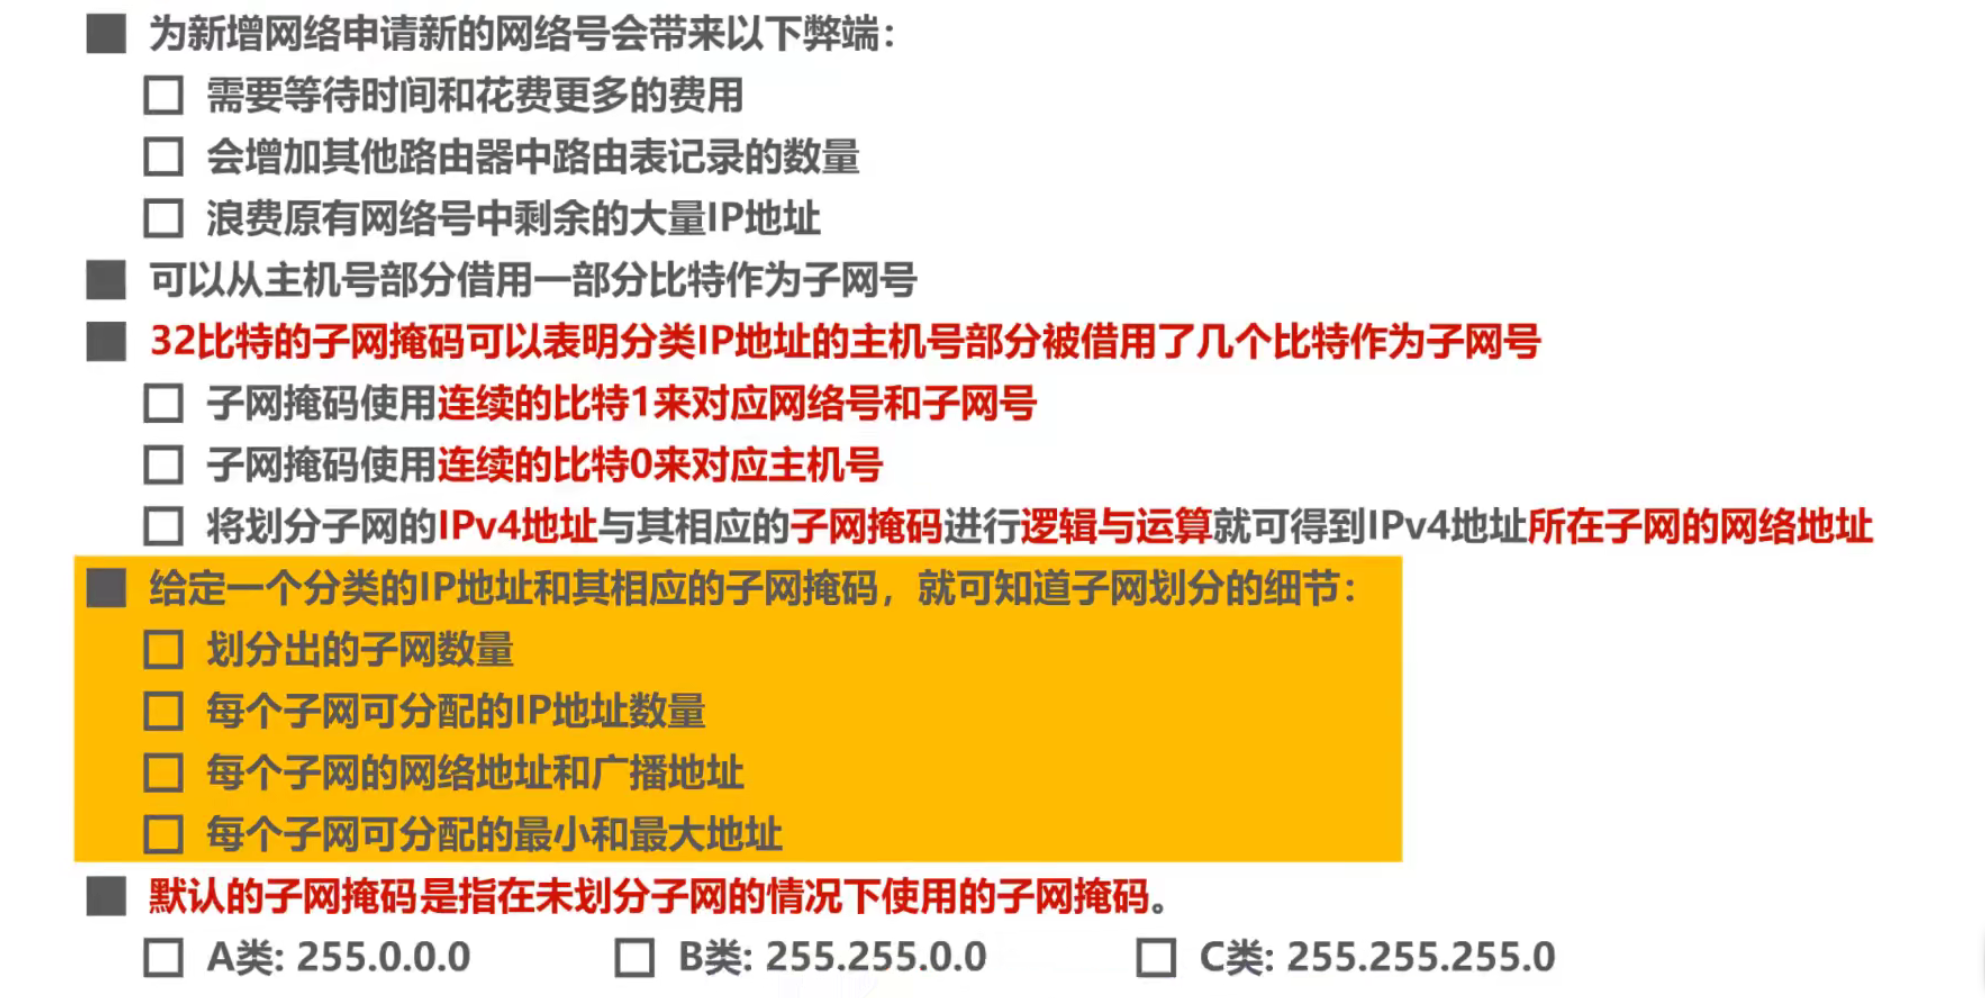 为新增网络申请新的网络号会带来以下弊端：
需要等待时间和花费更多的费用
会增加其他路由器中路由表记录的数量
浪费原有网络号中剩余的大量IP地址
可以从主机号部分借用一部分比特作为子网号
32比特的子网掩码可以表明分类IP地址的主机号部分被借用了几个比特作为子网号
子网掩码使用连续的比特1来对应网络号和子网号
子网掩码使用连续的比特0来对应主机号
将划分子网的IPv4地址与其相应的子网掩码进行逻辑与运算就可得到IPv4地址所在子网的网络地址
给定一个分类的IP地址和其相应的子网掩码，就可知道子网划分的细节：
划分出的子网数量
每个子网可分配的IP地址数量
每个子网的网络地址和广播地址
每个子网可分配的最小和最大地址
默认的子网掩码是指在未划分子网的情况下使用的子网掩码。
A类: 255.0.0.0 B类: 255.255.0.0 C类: 255.255.255.0